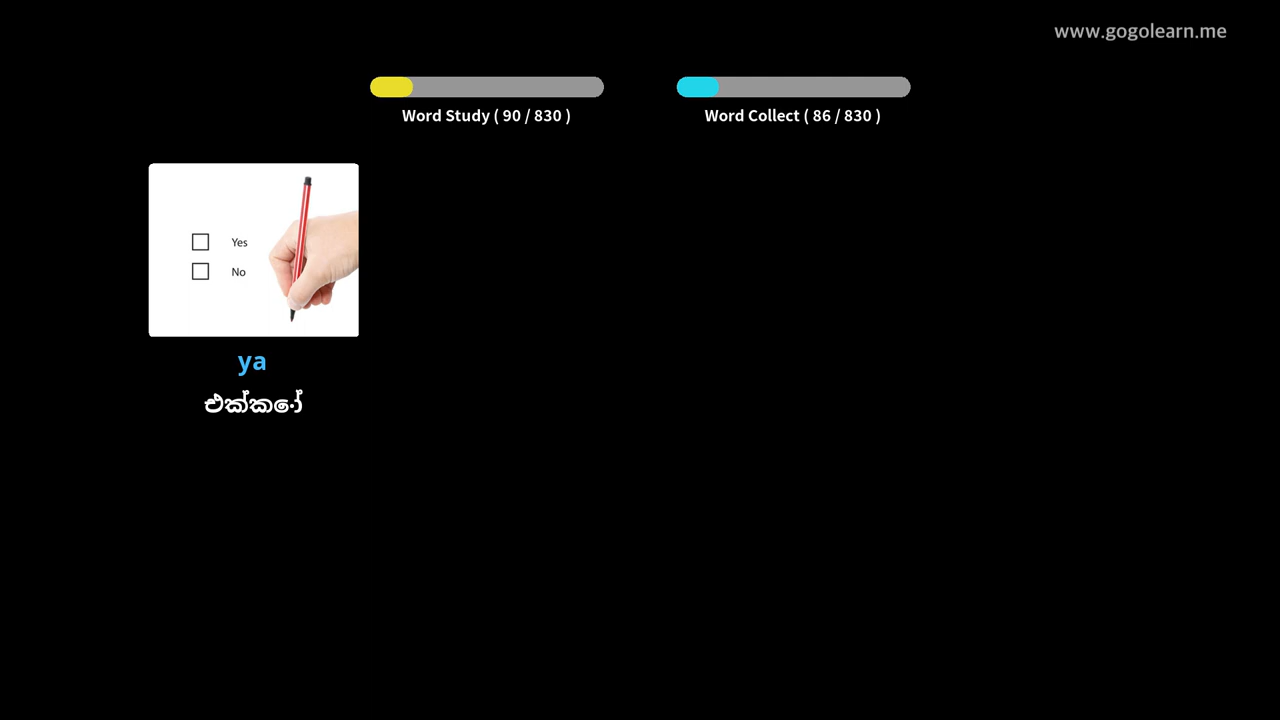 www.gogolearn.me
Word Study ( 90 / 830 )
Word Collect ( 86 / 830 )
Yes
No
ya
එක්කෝ